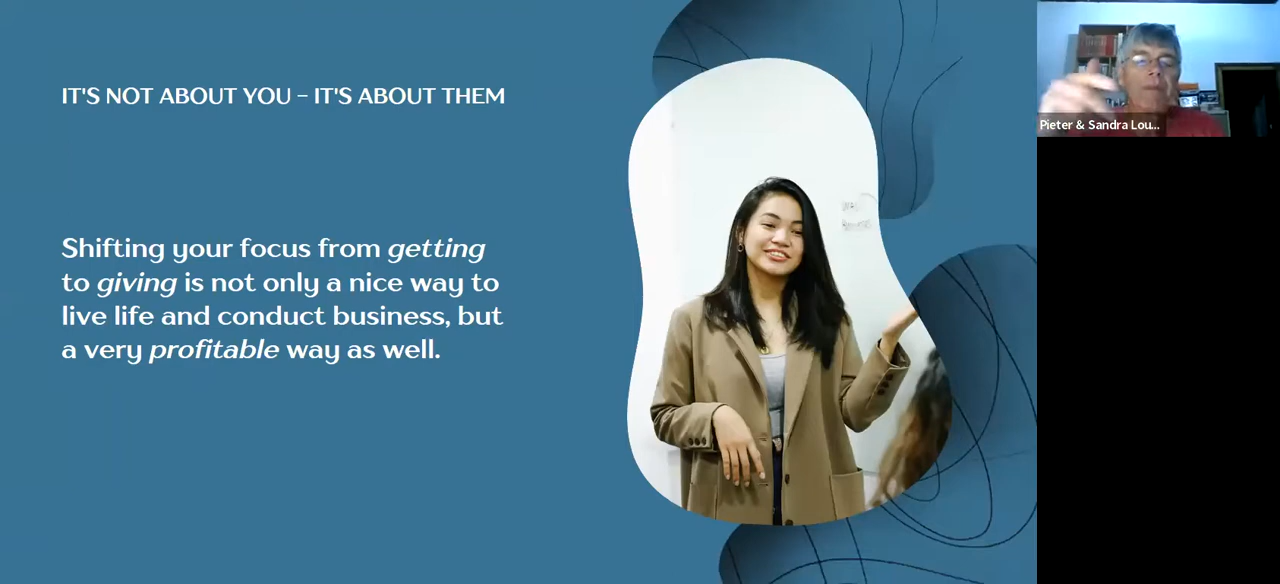 IT'S NOT ABOUT YOU – IT'S ABOUT THEM
Shifting your focus from getting
to giving is not only a nice way to
live life and conduct business, but
a very profitable way as well.
Pieter & Sandra Lou...